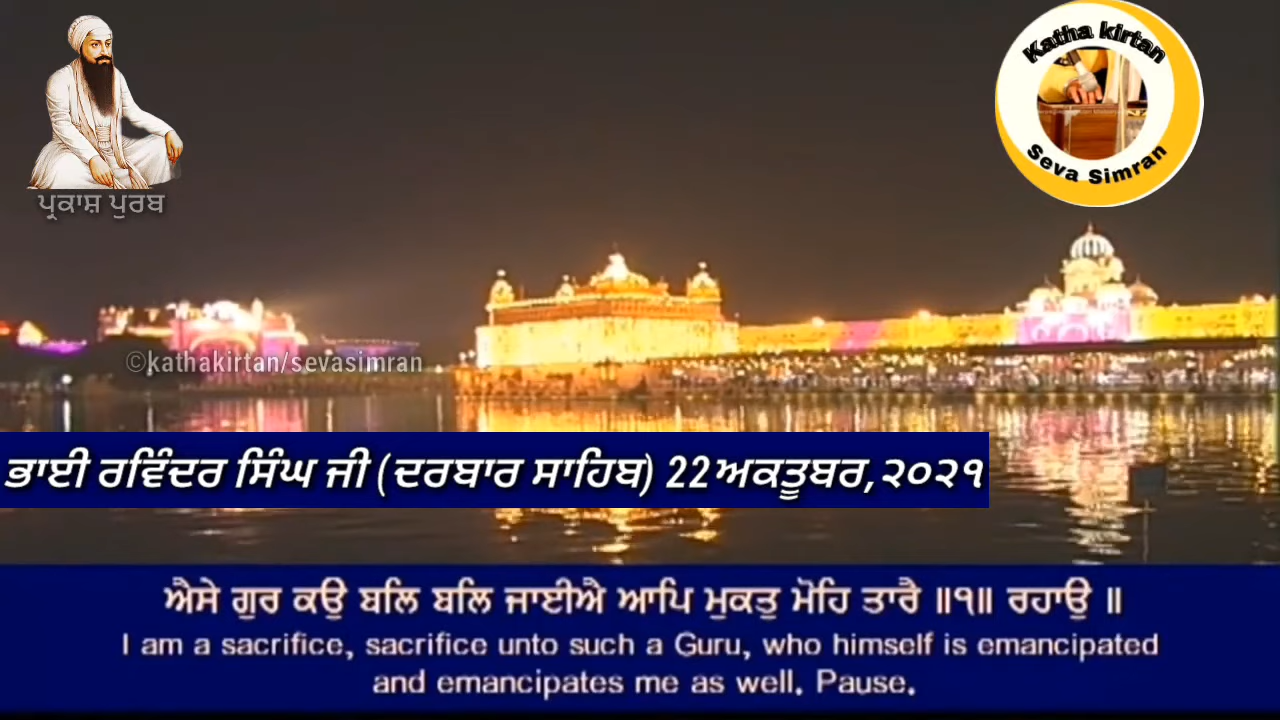 Katha kirtan
Seva Simran
ਪ੍ਰਕਾਸ਼ ਪੁਰਬ
©kathakirtan/sevasimran
ਭਾਈ ਰਵਿੰਦਰ ਸਿੰਘ ਜੀ (ਦਰਬਾਰ ਸਾਹਿਬ) 22ਅਕਤੂਬਰ,੨੦੨੧
ਐਸੇ ਗੁਰ ਕਉ ਬਲਿ ਬਲਿ ਜਾਈਐ ਆਪਿ ਮੁਕਤੁ ਮੋਹਿ ਤਾਰੈ ॥੧॥ ਰਹਾਉ ॥
I am a sacrifice, sacrifice unto such a Guru, who himself is emancipated
and emancipates me as well. Pause.